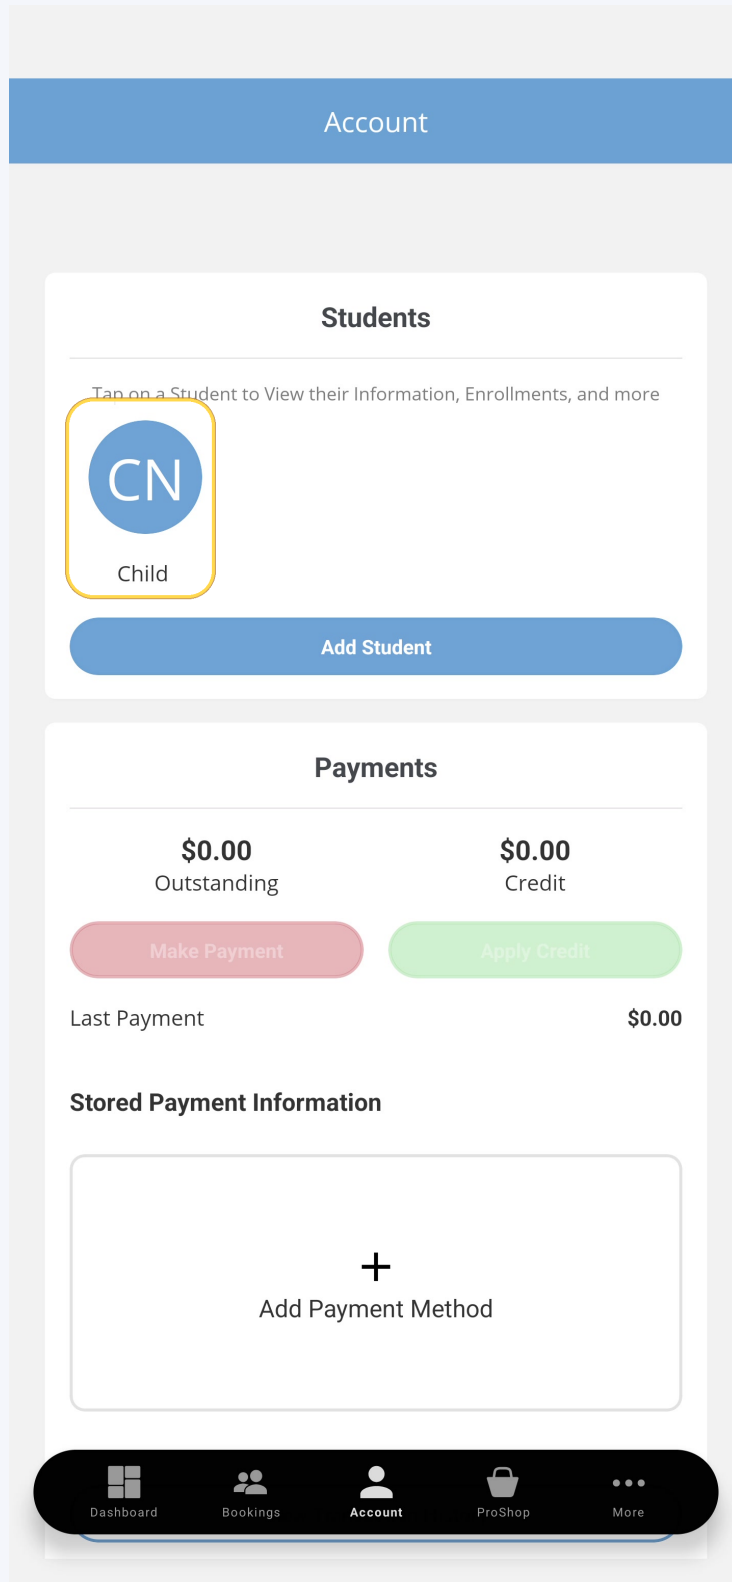 Account
Students
Tap on a Student to View their Information, Enrollments, and more
CN
Child
Add Student
Payments
$0.00 $0.00
Outstanding Credit
Make Payment Apply Credit
Last Payment $0.00
Stored Payment Information
+
Add Payment Method
Dashboard Bookings Account ProShop More